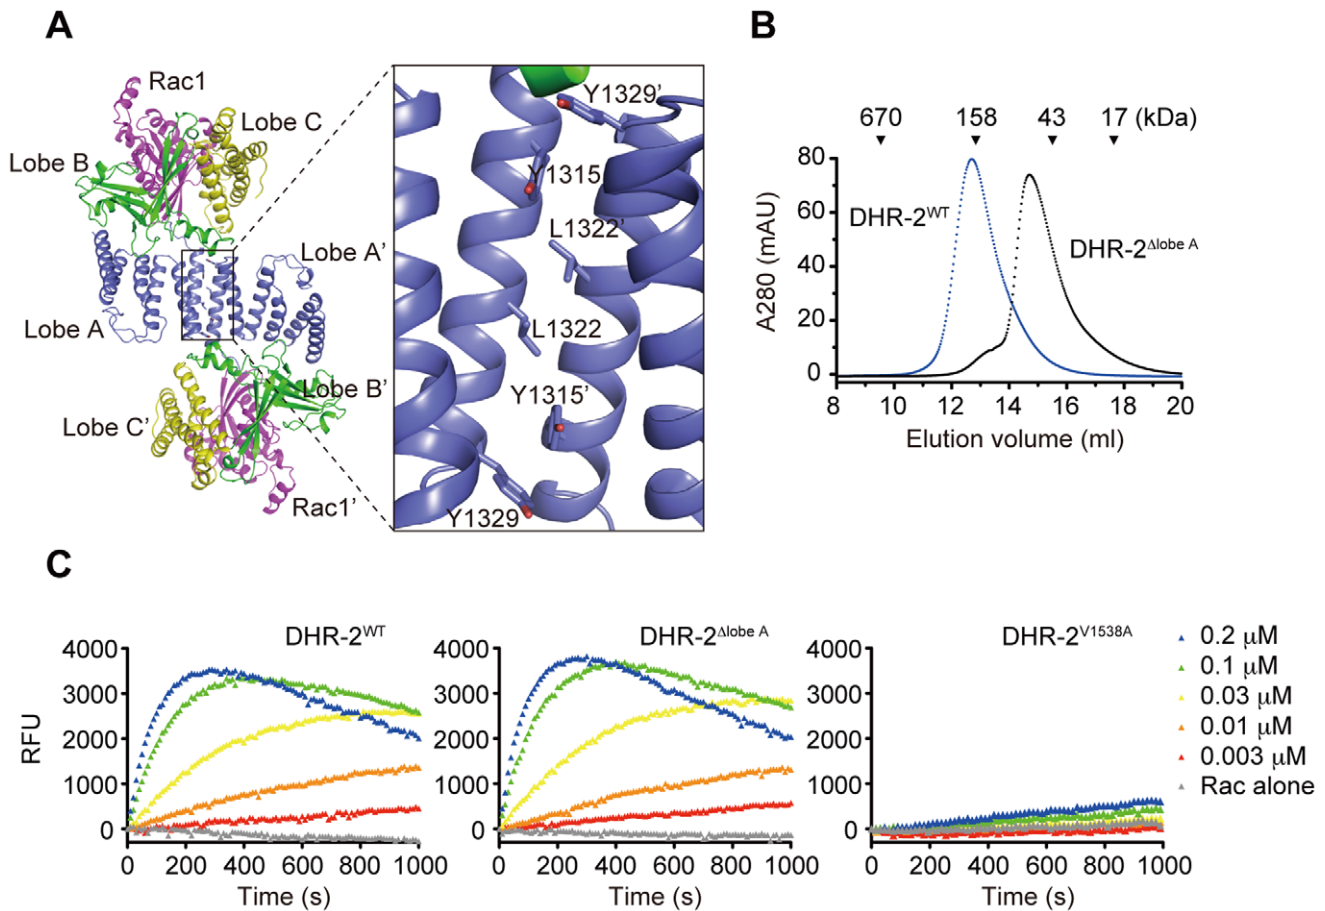 A
Rac1
Lobe C
Lobe B
Lobe A’
Lobe A
Lobe B’
Lobe C’
Rac1’
Y1329’
Y1315
L1322’
L1322
Y1315’
Y1329
B
670 158 43 17 (kDa)
DHR-2WT
DHR-2Δlobe A
A280 (mAU)
80
60
40
20
0
8 10 12 14 16 18 20
Elution volume (ml)
C
DHR-2WT
RFU
4000
3000
2000
1000
0
0 200 400 600 800 1000
Time (s)
DHR-2Δlobe A
4000
3000
2000
1000
0
0 200 400 600 800 1000
Time (s)
DHR-2V1538A
4000
3000
2000
1000
0
0 200 400 600 800 1000
Time (s)
0.2 μM
0.1 μM
0.03 μM
0.01 μM
0.003 μM
Rac alone